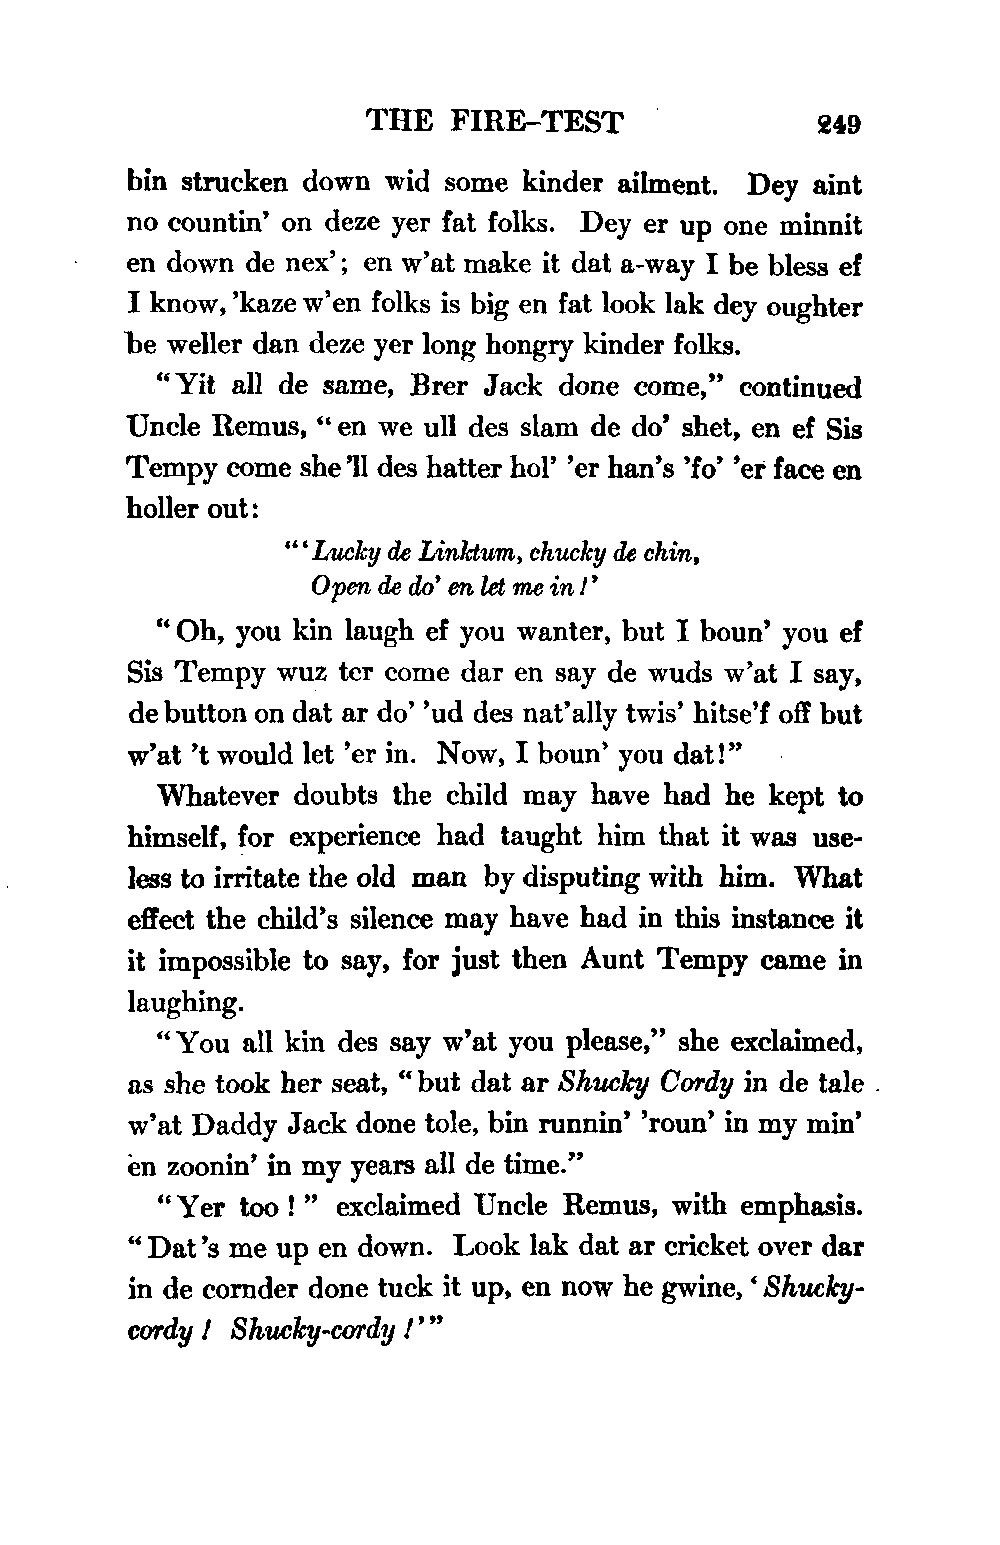 THE FIRE-TEST 249
bin strucken down wid some kinder ailment. Dey aint
no countin' on deze yer fat folks. Dey er up one minnit
en down de nex'; en w'at make it dat a-way I be bless ef
I know, 'kaze w'en folks is big en fat look lak dey oughter
be weller dan deze yer long hongry kinder folks.
"Yit all de same, Brer Jack done come," continued
Uncle Remus, "en we ull des slam de do' shet, en ef Sis
Tempy come she 'll des hatter hol' 'er han's 'fo' 'er face en
holler out:
"'Lucky de Linktum, chucky de chin,
Open de do' en let me in!'
"Oh, you kin laugh ef you wanter, but I boun' you ef
Sis Tempy wuz ter come dar en say de wuds w'at I say,
de button on dat ar do' 'ud des nat'ally twis' hitse'f off but
w'at 't would let 'er in. Now, I boun' you dat!"
Whatever doubts the child may have had he kept to
himself, for experience had taught him that it was use-
less to irritate the old man by disputing with him. What
effect the child's silence may have had in this instance it
it impossible to say, for just then Aunt Tempy came in
laughing.
"You all kin des say w'at you please," she exclaimed,
as she took her seat, "but dat ar Shucky Cordy in de tale
w'at Daddy Jack done tole, bin runnin' 'roun' in my min'
en zoonin' in my years all de time."
"Yer too!" exclaimed Uncle Remus, with emphasis.
"Dat 's me up en down. Look lak dat ar cricket over dar
in de cornder done tuck it up, en now he gwine, 'Shucky-
cordy! Shucky-cordy!'"